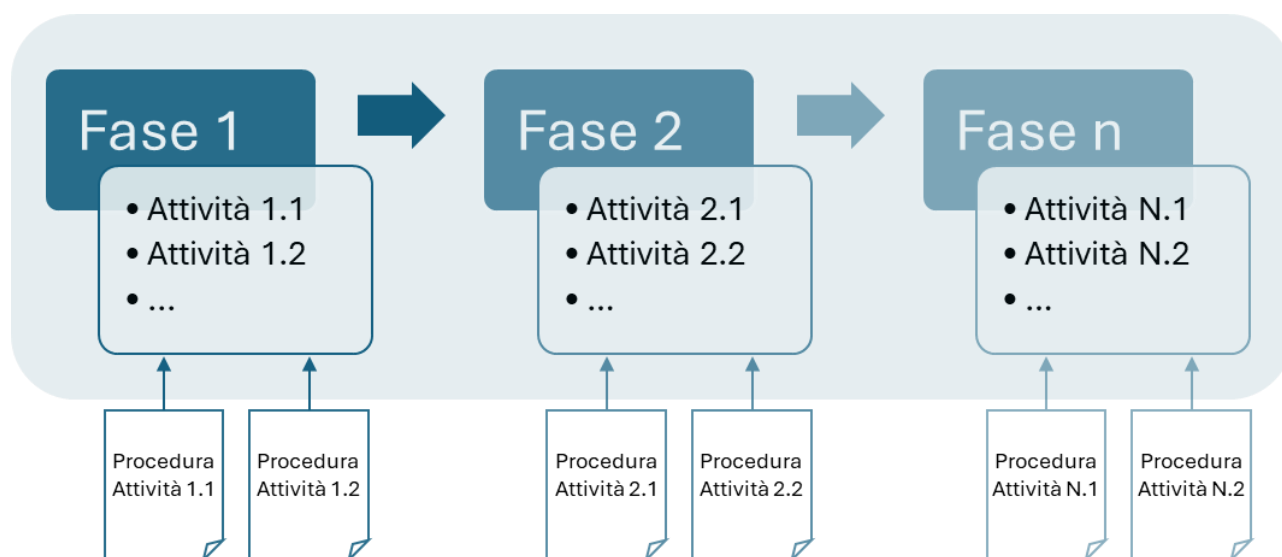 Fase 1
Fase 2
Fase n
• Attività 1.1
• Attività 1.2
• ...
• Attività 2.1
• Attività 2.2
• ...
• Attività N.1
• Attività N.2
• ...
Procedura
Attività 1.1
Procedura
Attività 1.2
Procedura
Attività 2.1
Procedura
Attività 2.2
Procedura
Attività N.1
Procedura
Attività N.2